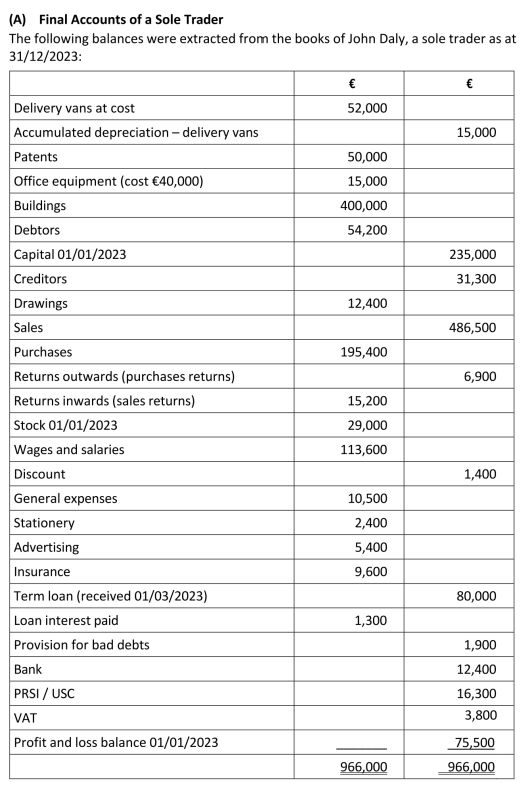 (A) Final Accounts of a Sole Trader
The following balances were extracted from the books of John Daly, a sole trader as at
31/12/2023:
€ €
Delivery vans at cost 52,000
Accumulated depreciation – delivery vans 15,000
Patents 50,000
Office equipment (cost €40,000) 15,000
Buildings 400,000
Debtors 54,200
Capital 01/01/2023 235,000
Creditors 31,300
Drawings 12,400
Sales 486,500
Purchases 195,400
Returns outwards (purchases returns) 6,900
Returns inwards (sales returns) 15,200
Stock 01/01/2023 29,000
Wages and salaries 113,600
Discount 1,400
General expenses 10,500
Stationery 2,400
Advertising 5,400
Insurance 9,600
Term loan (received 01/03/2023) 80,000
Loan interest paid 1,300
Provision for bad debts 1,900
Bank 12,400
PRSI / USC 16,300
VAT 3,800
Profit and loss balance 01/01/2023 75,500
966,000 966,000